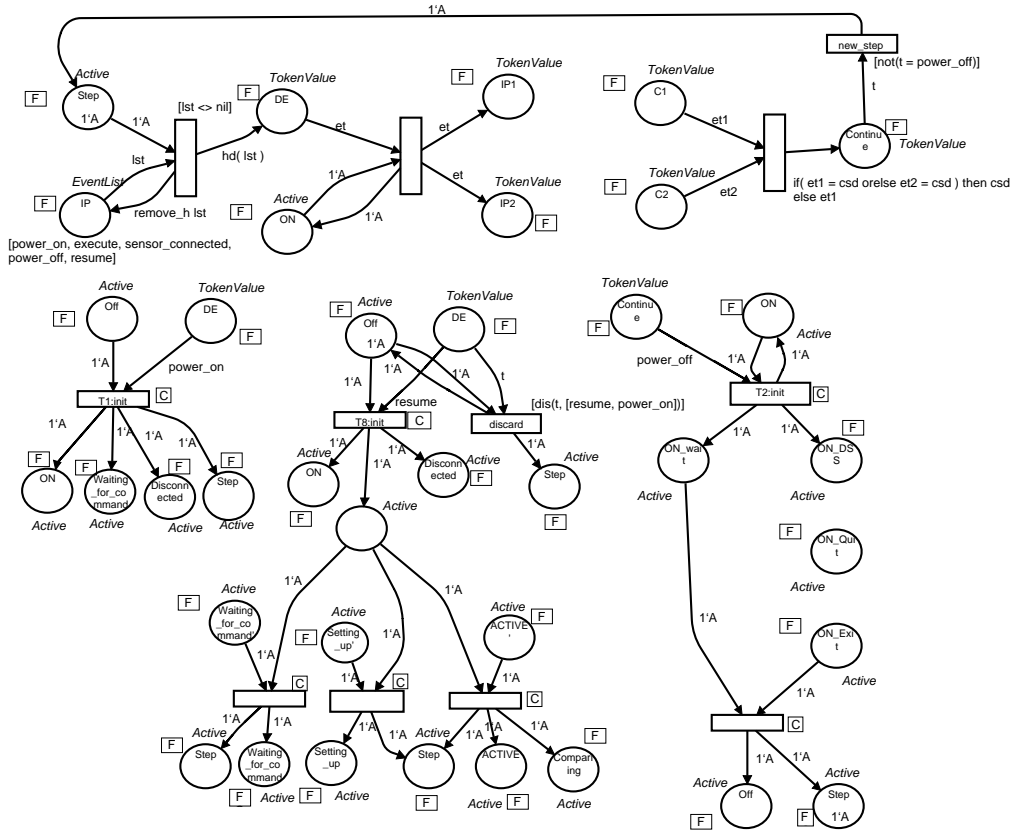 1'A
new_step
[not(t = power_off)]
t
Active
F
Step
1'A
1'A
[lst <> nil]
lst
hd( lst )
EventList
F
IP
remove_h lst
[power_on, execute, sensor_connected,
power_off, resume]
TokenValue
F
DE
et
1'A
1'A
Active
F
ON
et
et
TokenValue
F
IP1
TokenValue
IP2
F
TokenValue
F
C1
et1
TokenValue
F
C2
et2
F
Continu
e
TokenValue
if( et1 = csd orelse et2 = csd ) then csd
else et1
Active
F
Off
TokenValue
DE
F
1'A
power_on
T1:init
C
1'A
1'A
1'A
1'A
F
ON
Active
F
Waiting
_for_co
mmand
Active
F
Disconn
ected
Active
F
Step
Active
F
Active
Off
1'A
TokenValue
DE
F
1'A
1'A
1'A
t
resume
T8:init
C
[dis(t, [resume, power_on])]
discard
1'A
1'A
1'A
1'A
Active
ON
F
Disconn
ected
Active
F
Active
Step
F
Active
1'A
1'A
1'A
F
Active
Waiting
_for_co
mmand'
1'A
Active
F
Setting
_up'
1'A
Active
F
ACTIVE
'
1'A
C
C
C
1'A
1'A
1'A
1'A
1'A
1'A
1'A
Active
F
Step
Waiting
_for_co
mmand
F
Active
Setting
_up
F
Active
Step
F
ACTIVE
Active
F
F
Compar
ing
Active
TokenValue
Continu
e
F
power_off
F
ON
Active
1'A
1'A
T2:init
C
1'A
1'A
ON_wai
t
Active
F
ON_DS
S
Active
F
ON_Qui
t
Active
F
ON_Exi
t
Active
1'A
1'A
C
1'A
1'A
Active
Off
F
Active
Step
1'A
F